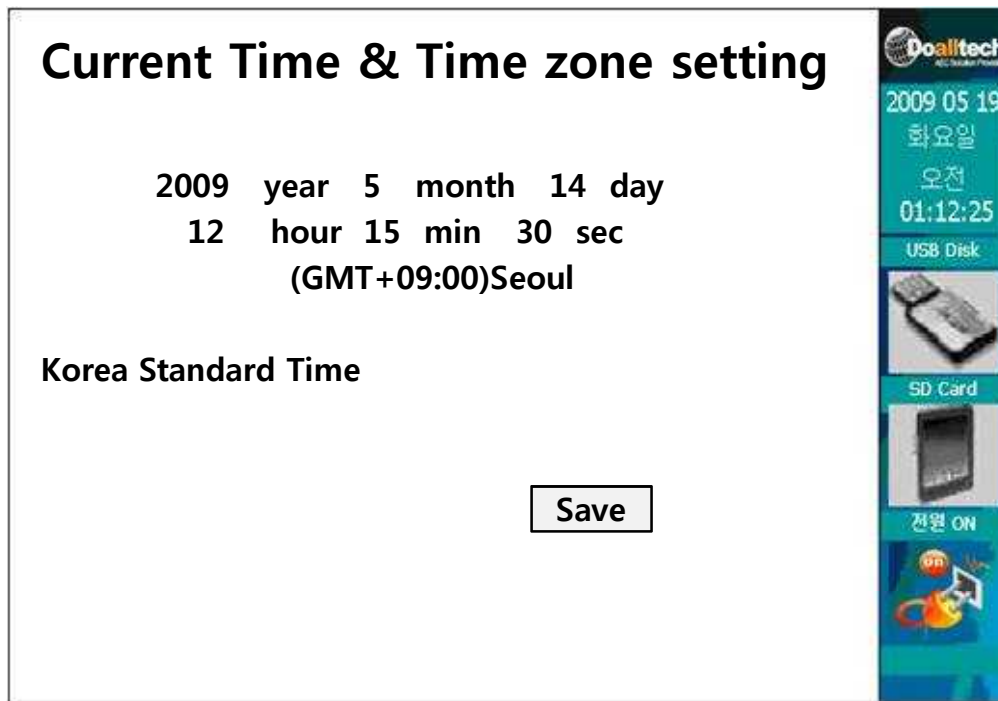 Current Time & Time zone setting
2009 year 5 month 14 day
12 hour 15 min 30 sec
(GMT+09:00)Seoul
Korea Standard Time
Save
Doalltech
2009 05 19
화요일
오전
01:12:25
USB Disk
SD Card
전원 ON
on